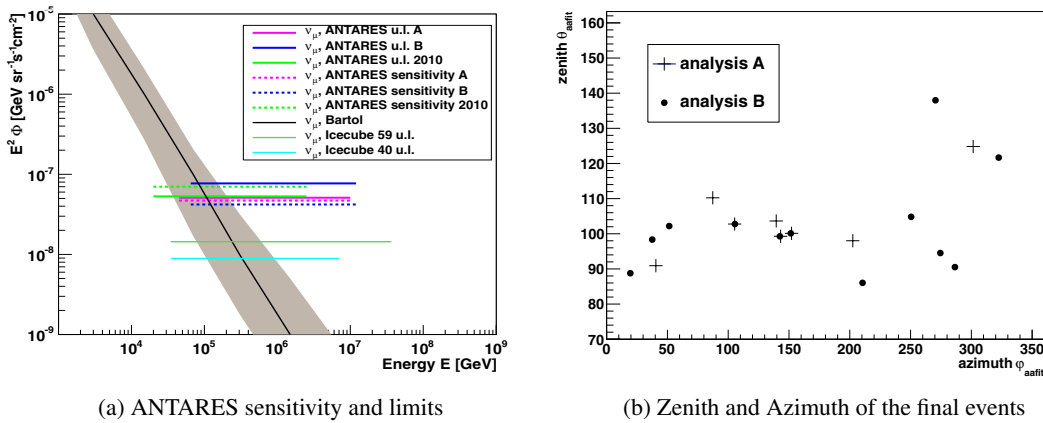 10⁻⁵
10⁻⁶
10⁻⁷
10⁻⁸
10⁻⁹
E² Φ [GeV sr⁻¹s⁻¹cm⁻²]
ν_μ, ANTARES u.l. A
ν_μ, ANTARES u.l. B
ν_μ, ANTARES u.l. 2010
ν_μ, ANTARES sensitivity A
ν_μ, ANTARES sensitivity B
ν_μ, ANTARES sensitivity 2010
ν_μ, Bartol
ν_μ, Icecube 59 u.l.
ν_μ, Icecube 40 u.l.
10⁴ 10⁵ 10⁶ 10⁷ 10⁸ 10⁹
Energy E [GeV]
(a) ANTARES sensitivity and limits
zenith θ_aafit
160
150
140
130
120
110
100
90
80
70
analysis A
analysis B
0 50 100 150 200 250 300 350
azimuth φ_aafit
(b) Zenith and Azimuth of the final events